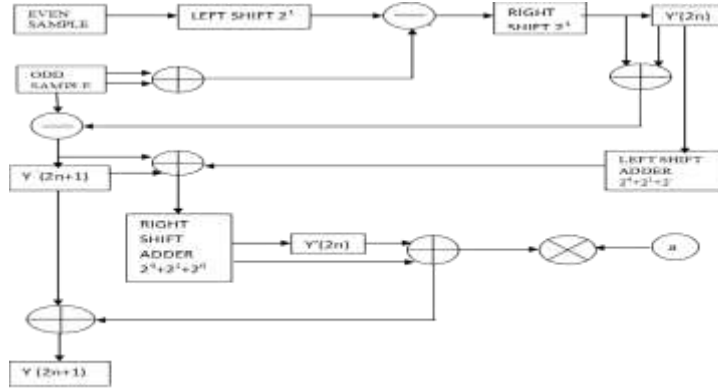 EVEN
SAMPLE
LEFT SHIFT 2¹
RIGHT
SHIFT 2¹
Y'(2n)
ODD
SAMPLE
Y (2n+1)
LEFT SHIFT
ADDER
RIGHT
SHIFT
ADDER
Y'(2n)
a
Y (2n+1)